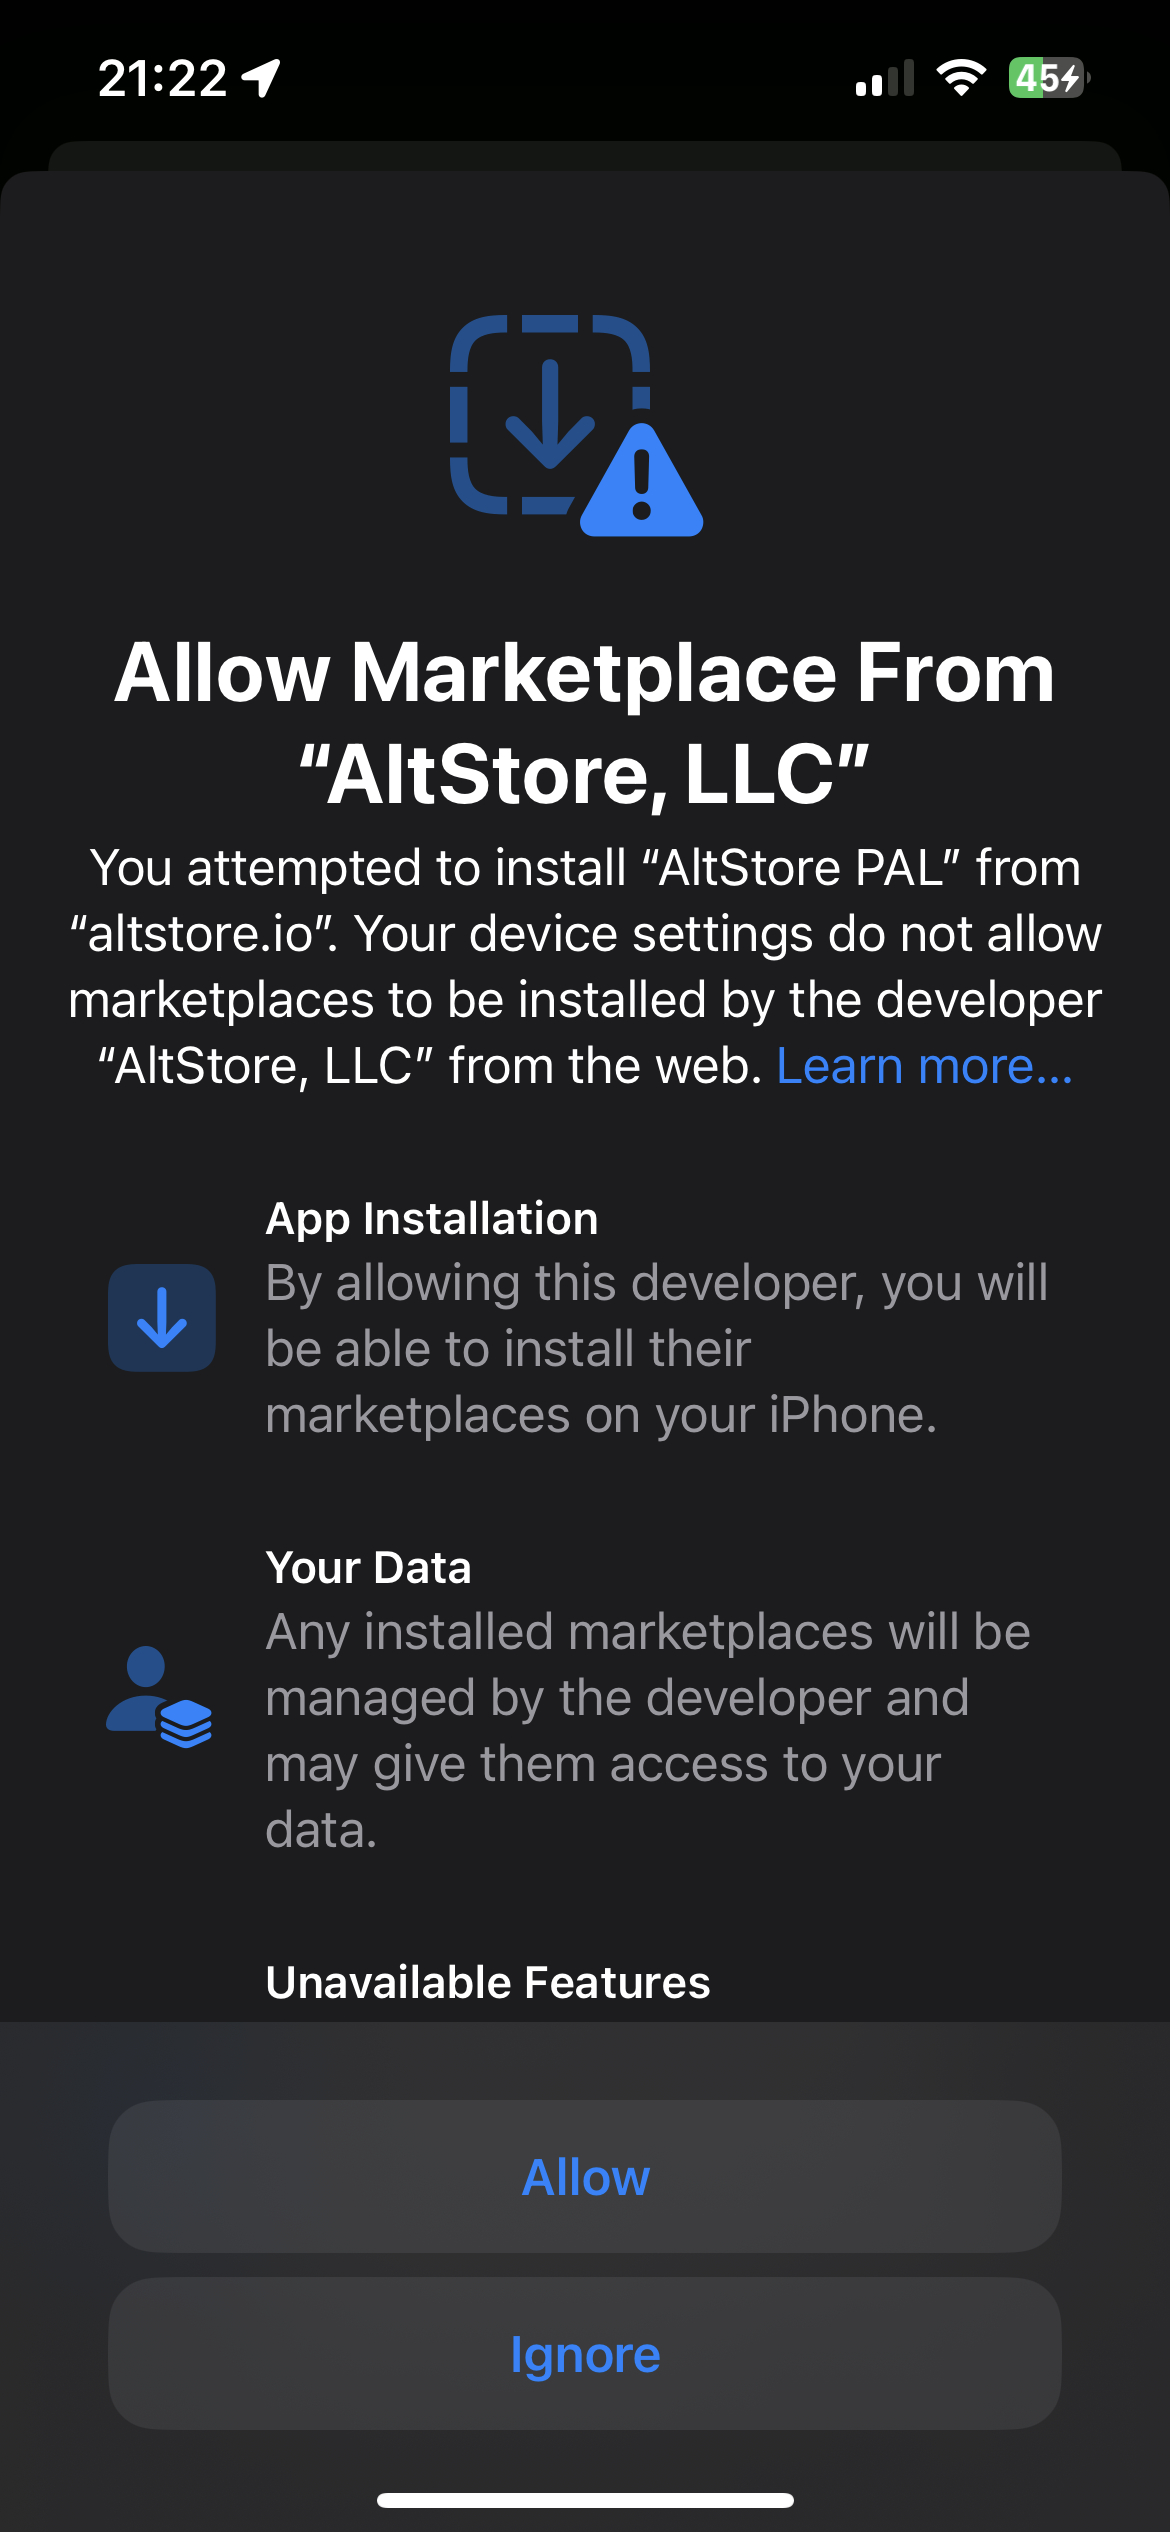 21:22
45
Allow Marketplace From
“AltStore, LLC”
You attempted to install “AltStore PAL” from
“altstore.io”. Your device settings do not allow
marketplaces to be installed by the developer
“AltStore, LLC” from the web. Learn more...
App Installation
By allowing this developer, you will
be able to install their
marketplaces on your iPhone.
Your Data
Any installed marketplaces will be
managed by the developer and
may give them access to your
data.
Unavailable Features
Allow
Ignore